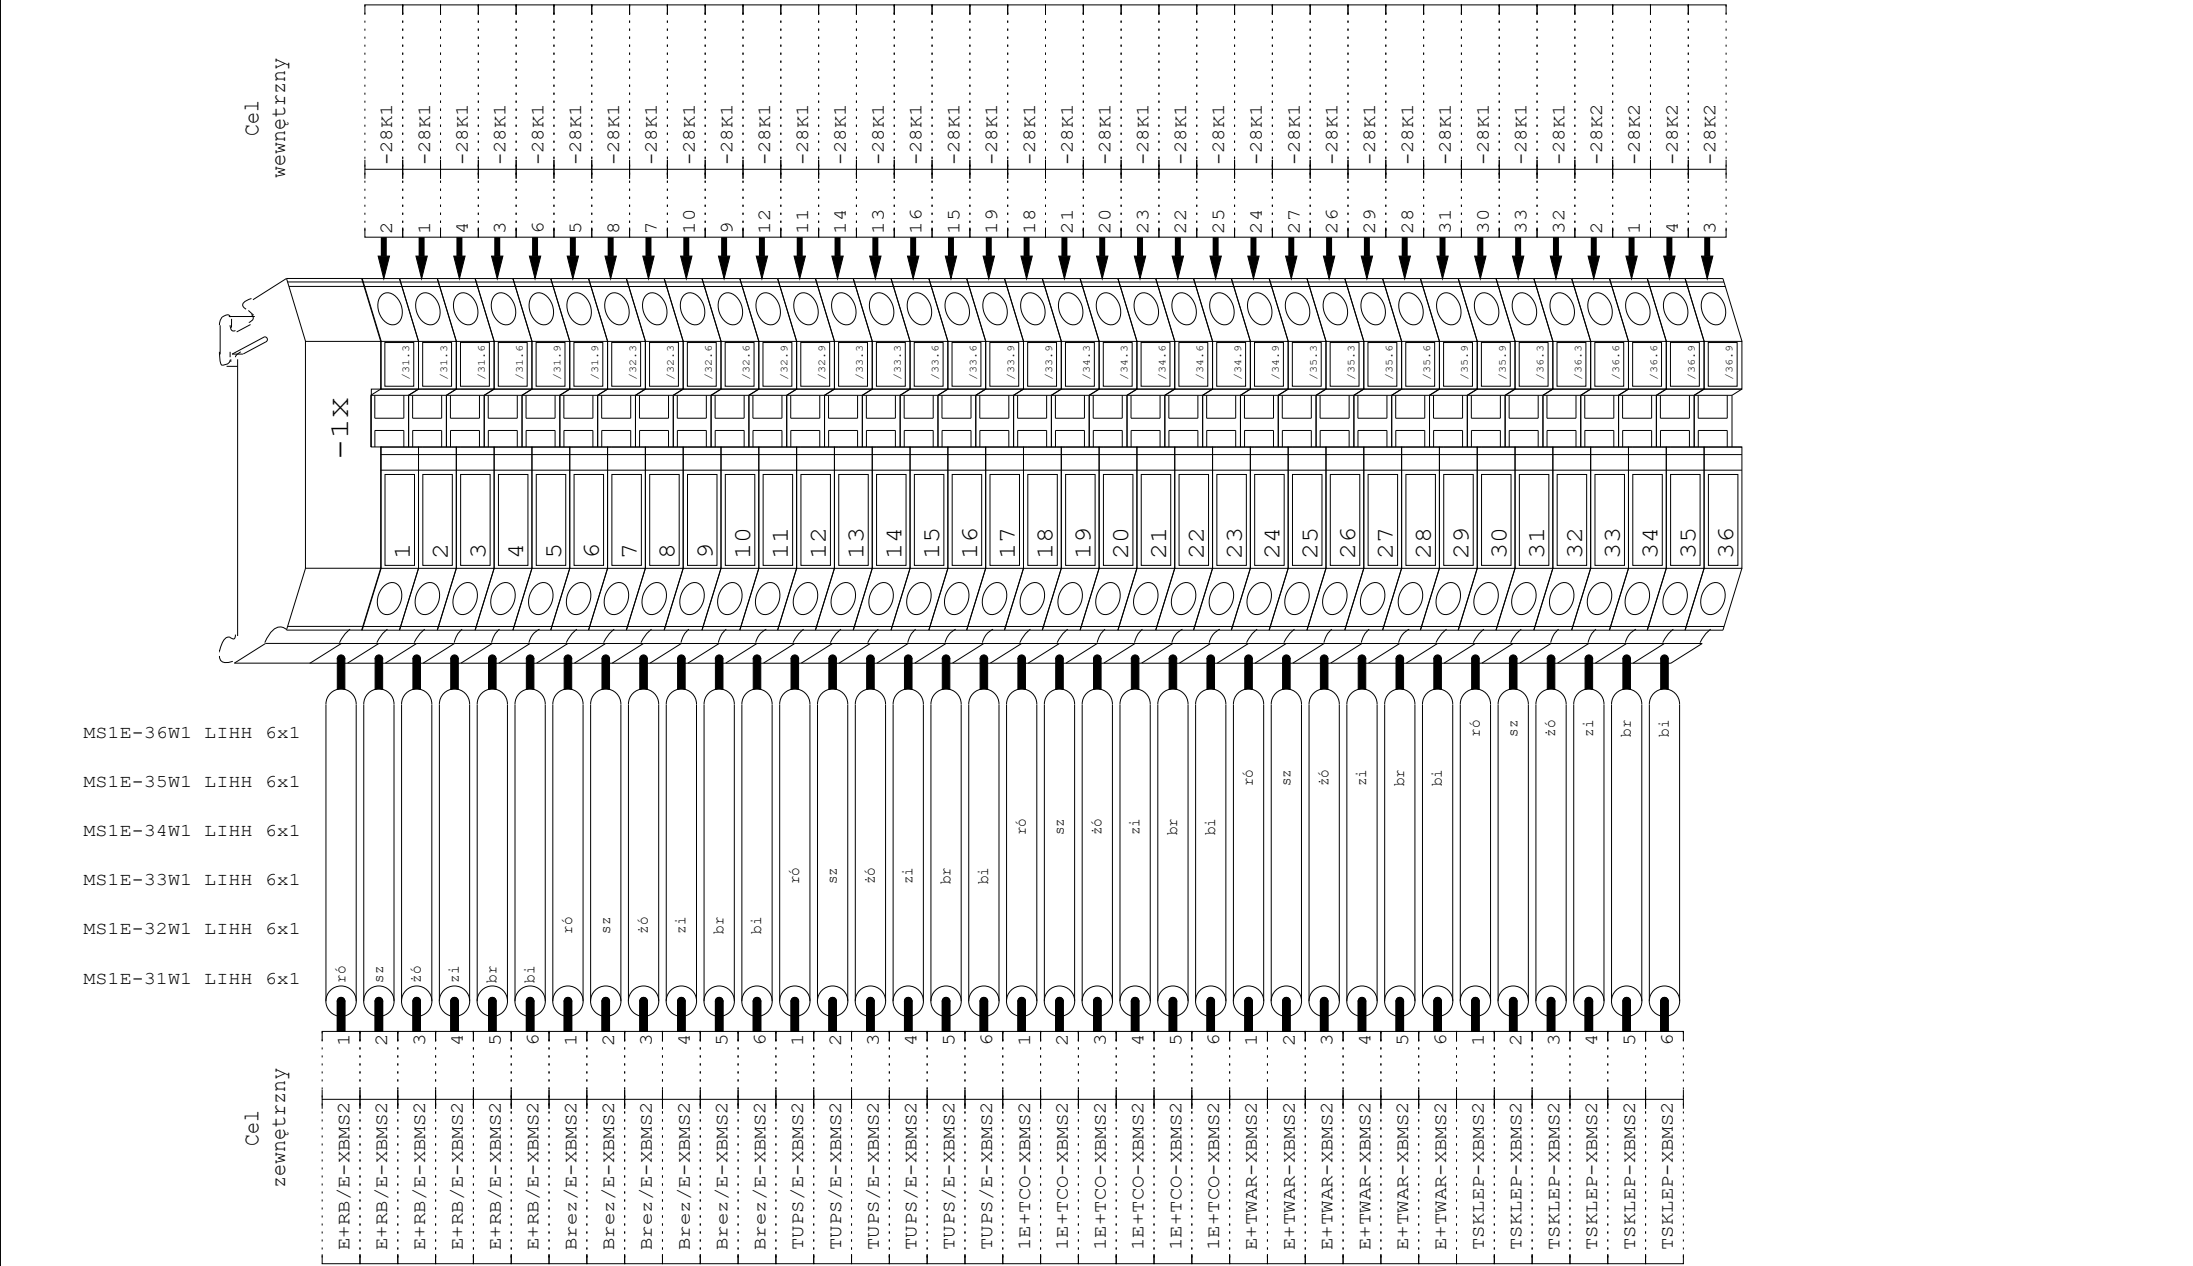 Cel
wewnętrzny
-28K1 -28K1 -28K1 -28K1 -28K1 -28K1 -28K1 -28K1 -28K1 -28K1 -28K1 -28K1 -28K1 -28K1 -28K1 -28K1 -28K1 -28K1 -28K1 -28K1 -28K1 -28K1 -28K1 -28K1 -28K1 -28K1 -28K1 -28K1 -28K1 -28K1 -28K1 -28K1 -28K2 -28K2 -28K2 -28K2
2 1 4 3 6 5 8 7 10 9 12 11 14 13 16 15 19 18 21 20 23 22 25 24 27 26 29 28 31 30 33 32 2 1 4 3
/31.3 /31.3 /31.6 /31.6 /31.9 /31.9 /32.3 /32.3 /32.6 /32.6 /32.9 /32.9 /33.3 /33.3 /33.6 /33.6 /33.9 /33.9 /34.3 /34.3 /34.6 /34.6 /34.9 /34.9 /35.3 /35.3 /35.6 /35.6 /35.9 /35.9 /36.3 /36.3 /36.6 /36.6 /36.9 /36.9
-1X
1 2 3 4 5 6 7 8 9 10 11 12 13 14 15 16 17 18 19 20 21 22 23 24 25 26 27 28 29 30 31 32 33 34 35 36
MS1E-36W1 LIHH 6x1 ró sz żó zi br bi
MS1E-35W1 LIHH 6x1 ró sz żó zi br bi
MS1E-34W1 LIHH 6x1 ró sz żó zi br bi
MS1E-33W1 LIHH 6x1 ró sz żó zi br bi
MS1E-32W1 LIHH 6x1 ró sz żó zi br bi
MS1E-31W1 LIHH 6x1 ró sz żó zi br bi
1 2 3 4 5 6 1 2 3 4 5 6 1 2 3 4 5 6 1 2 3 4 5 6 1 2 3 4 5 6 1 2 3 4 5 6
Cel
zewnętrzny
E+RB/E-XBMS2 E+RB/E-XBMS2 E+RB/E-XBMS2 E+RB/E-XBMS2 E+RB/E-XBMS2 E+RB/E-XBMS2 Brez/E-XBMS2 Brez/E-XBMS2 Brez/E-XBMS2 Brez/E-XBMS2 Brez/E-XBMS2 Brez/E-XBMS2 TUPS/E-XBMS2 TUPS/E-XBMS2 TUPS/E-XBMS2 TUPS/E-XBMS2 TUPS/E-XBMS2 TUPS/E-XBMS2 1E+TCO-XBMS2 1E+TCO-XBMS2 1E+TCO-XBMS2 1E+TCO-XBMS2 1E+TCO-XBMS2 1E+TCO-XBMS2 E+TWAR-XBMS2 E+TWAR-XBMS2 E+TWAR-XBMS2 E+TWAR-XBMS2 E+TWAR-XBMS2 E+TWAR-XBMS2 TSKLEP-XBMS2 TSKLEP-XBMS2 TSKLEP-XBMS2 TSKLEP-XBMS2 TSKLEP-XBMS2 TSKLEP-XBMS2